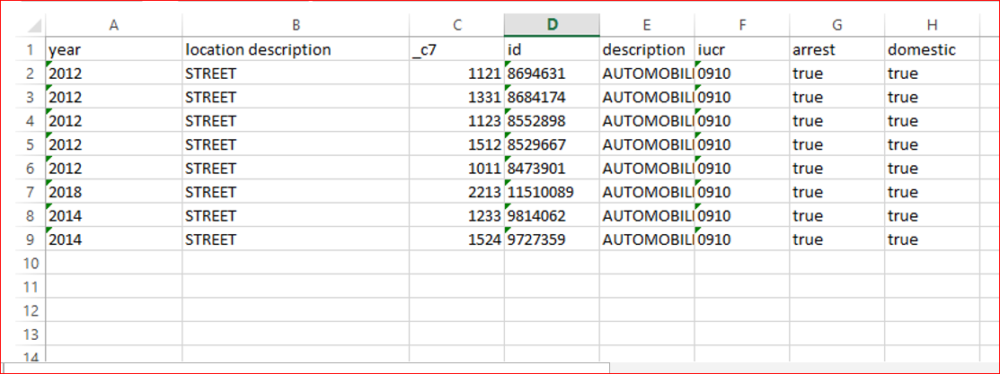 A B C D E F G H
1 year location description _c7 id description iucr arrest domestic
2 2012 STREET 1121 8694631 AUTOMOBIL 0910 true true
3 2012 STREET 1331 8684174 AUTOMOBIL 0910 true true
4 2012 STREET 1123 8552898 AUTOMOBIL 0910 true true
5 2012 STREET 1512 8529667 AUTOMOBIL 0910 true true
6 2012 STREET 1011 8473901 AUTOMOBIL 0910 true true
7 2018 STREET 2213 11510089 AUTOMOBIL 0910 true true
8 2014 STREET 1233 9814062 AUTOMOBIL 0910 true true
9 2014 STREET 1524 9727359 AUTOMOBIL 0910 true true
10
11
12
13
14